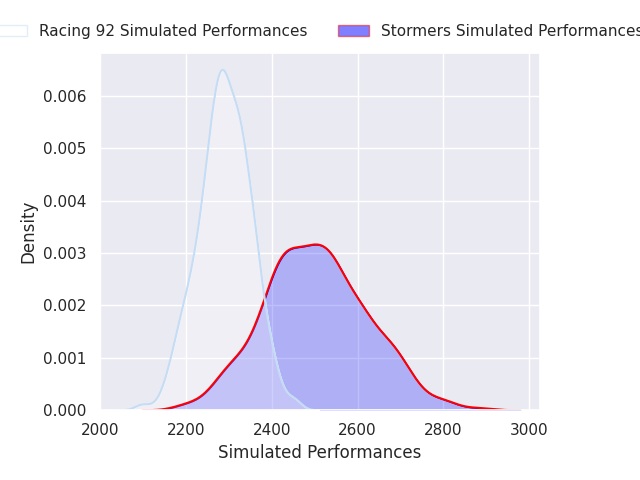 Racing 92 Simulated Performances
Stormers Simulated Performances
0.006
0.005
0.004
0.003
0.002
0.001
0.000
Density
2000 2200 2400 2600 2800 3000
Simulated Performances